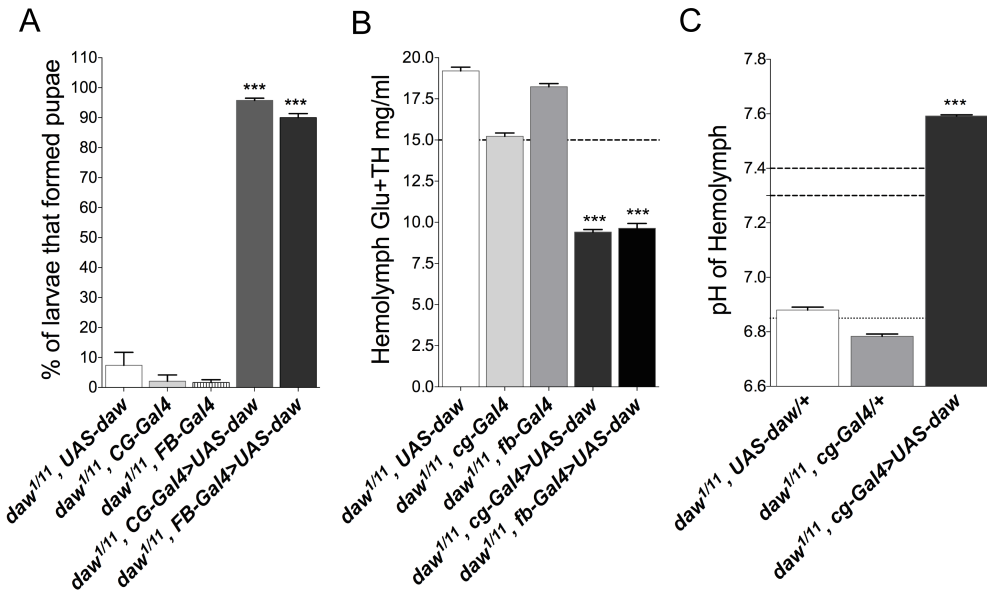 A
% of larvae that formed pupae
110
100
90
80
70
60
50
40
30
20
10
0
***
***
daw1/11 , UAS-daw
daw1/11 , CG-Gal4
daw1/11 , FB-Gal4
daw1/11 , CG-Gal4>UAS-daw
daw1/11 , FB-Gal4>UAS-daw
B
Hemolymph Glu+TH mg/ml
20.0
17.5
15.0
12.5
10.0
7.5
5.0
2.5
0.0
***
***
daw1/11 , UAS-daw
daw1/11 , cg-Gal4
daw1/11 , fb-Gal4
daw1/11 , cg-Gal4>UAS-daw
daw1/11 , fb-Gal4>UAS-daw
C
pH of Hemolymph
7.8
7.6
7.4
7.2
7.0
6.8
6.6
***
daw1/11 , UAS-daw/+
daw1/11 , cg-Gal4/+
daw1/11 , cg-Gal4>UAS-daw